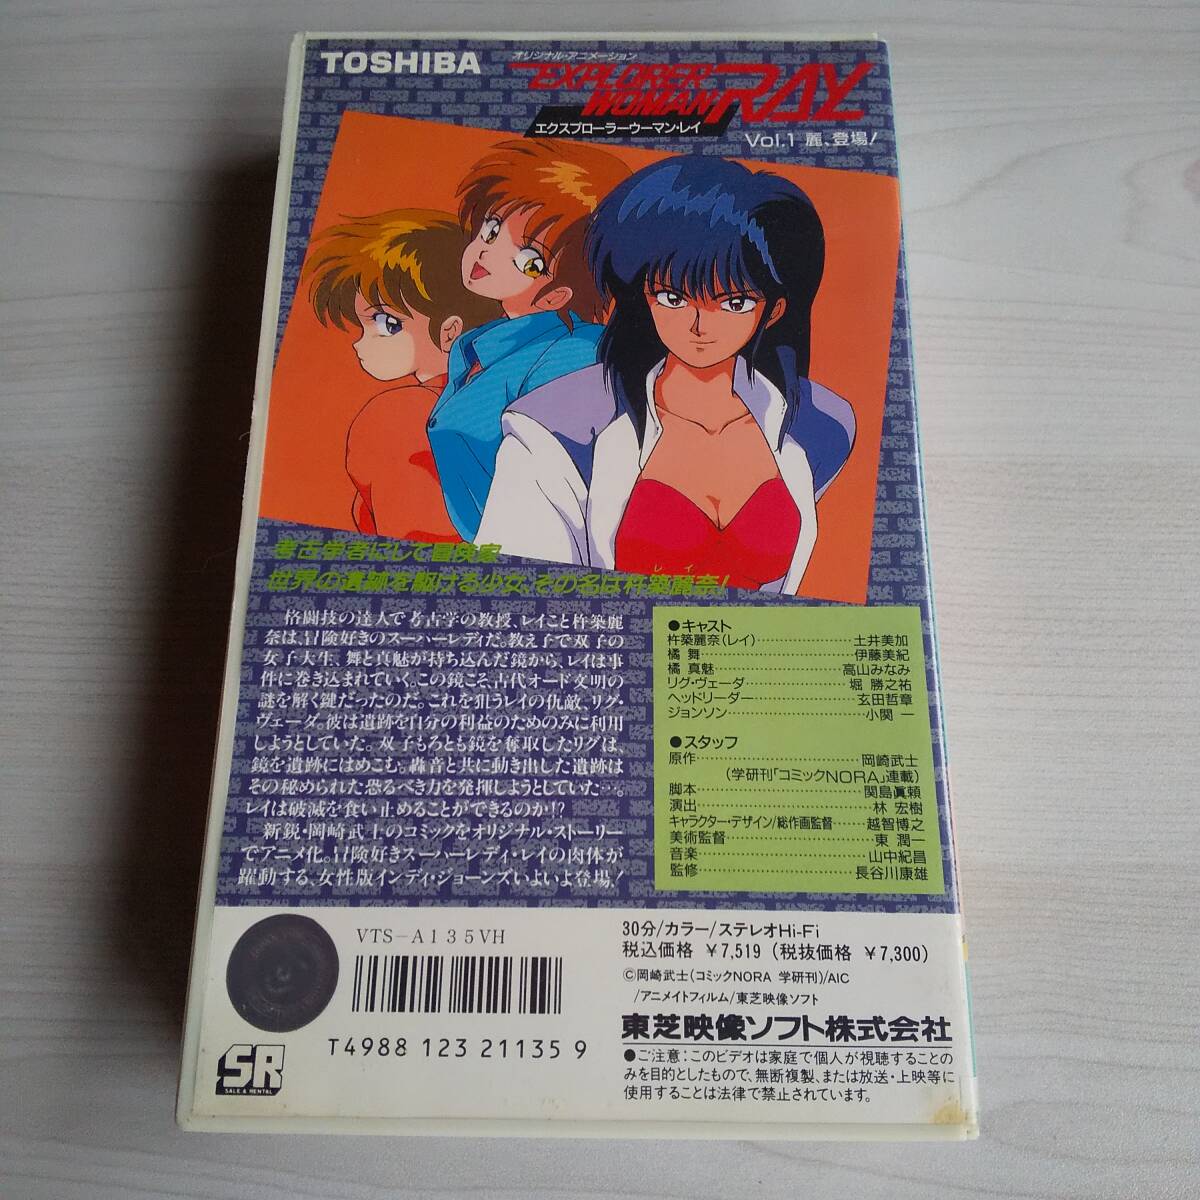 TOSHIBA
オリジナル・アニメーション
EXPLORER
WOMAN RAY
エクスプローラーウーマン・レイ
Vol.1 麗、登場!
考古学者にして冒険家
世界の遺跡を駆ける少女、その名は杵築麗奈!
レイ
格闘技の達人で考古学の教授、レイこと杵築麗
奈は、冒険好きのスーパーレディだ。教え子で双子の
女子大生、舞と真魅が持ち込んだ鏡から、レイは事
件に巻き込まれていく。この鏡こそ、古代オード文明の
謎を解く鍵だったのだ。これを狙うレイの仇敵、リグ・
ヴェーダ。彼は遺跡を自分の利益のためのみに利用
しようとしていた。双子もろとも鏡を奪取したリグは、
鏡を遺跡にはめこむ。轟音と共に動き出した遺跡は
その秘められた恐るべき力を発揮しようとしていた…。
レイは破滅を食い止めることができるのか!?
新鋭・岡崎武士のコミックをオリジナル・ストーリー
でアニメ化。冒険好きスーパーレディ・レイの肉体が
躍動する、女性版インディ・ジョーンズいよいよ登場!
●キャスト
杵築麗奈(レイ)……………土井美加
橘 舞……………伊藤美紀
橘 真魅……………高山みなみ
リグ・ヴェーダ……………堀 勝之祐
ヘッドリーダー……………玄田哲章
ジョンソン……………小関 一
●スタッフ
原作……………岡崎武士
(学研刊「コミックNORA」連載)
脚本……………関島眞頼
演出……………林 宏樹
キャラクター・デザイン/総作画監督……越智博之
美術監督……………東 潤一
音楽……………山中紀昌
監修……………長谷川康雄
VTS-A135VH
T4988 123 21135 9
SR
SALE & RENTAL
30分/カラー/ステレオHi-Fi
税込価格 ¥7,519 (税抜価格 ¥7,300)
©岡崎武士(コミックNORA 学研刊)/AIC
/アニメイトフィルム/東芝映像ソフト
東芝映像ソフト株式会社
●ご注意:このビデオは家庭で個人が視聴することの
みを目的としたもので、無断複製、または放送・上映等に
使用することは法律で禁止されています。